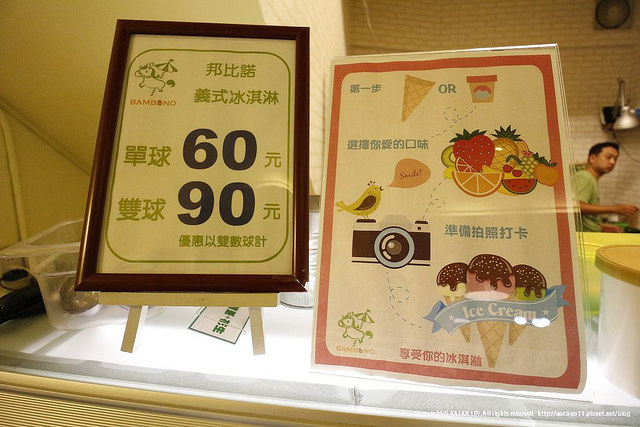 邦比諾
義式冰淇淋
BAMBINO
單球 60 元
雙球 90 元
優惠以雙數球計
第一步
OR
選擇你愛的口味
Smile!
準備拍照打卡
Ice Cream
BAMBINO
享受你的冰淇淋